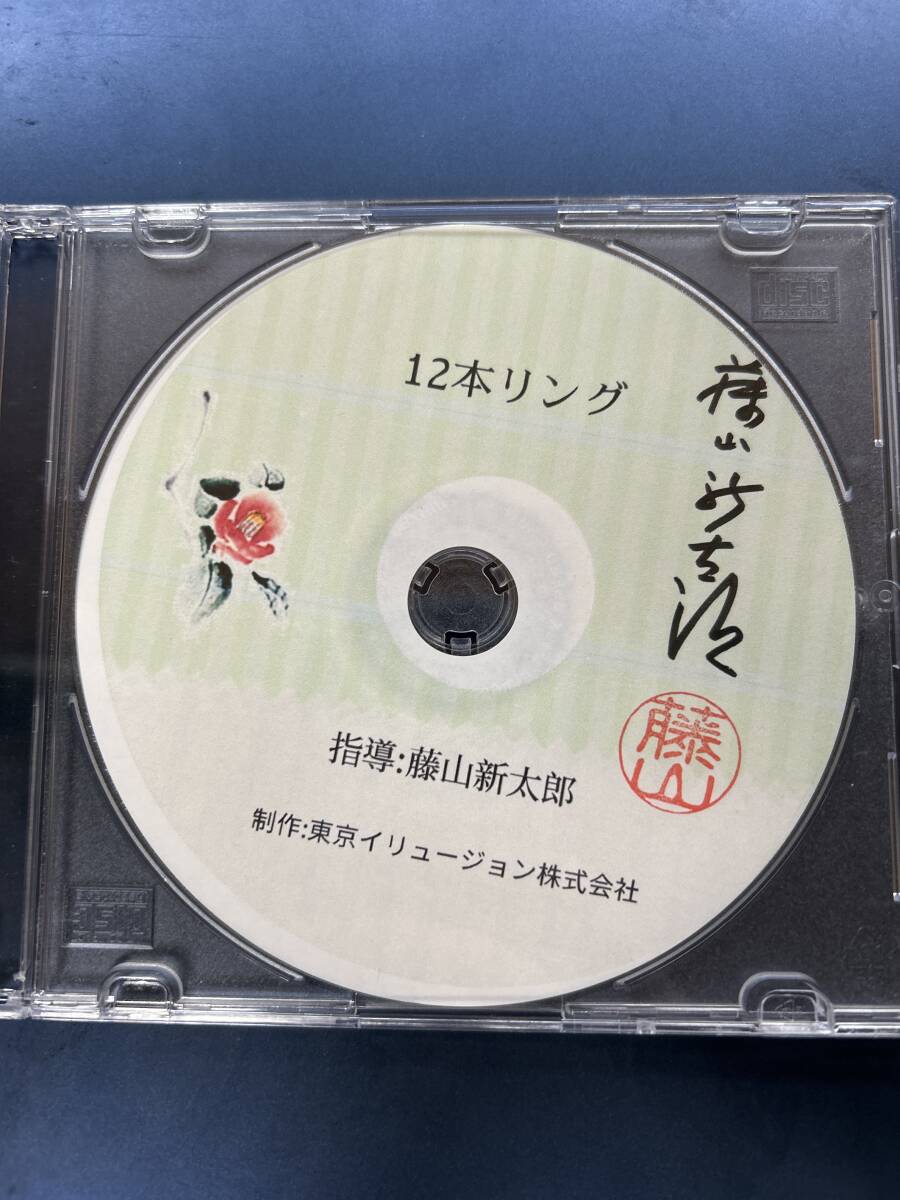 12本リング
藤山新太郎
藤山
指導:藤山新太郎
制作:東京イリュージョン株式会社
disc